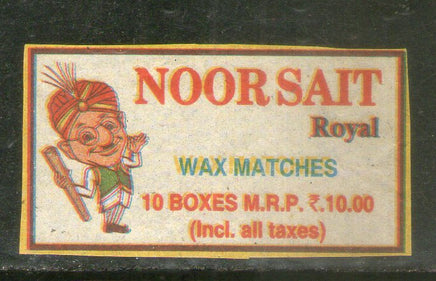 NOOR SAIT
Royal
WAX MATCHES
10 BOXES M.R.P. ₹.10.00
(Incl. all taxes)